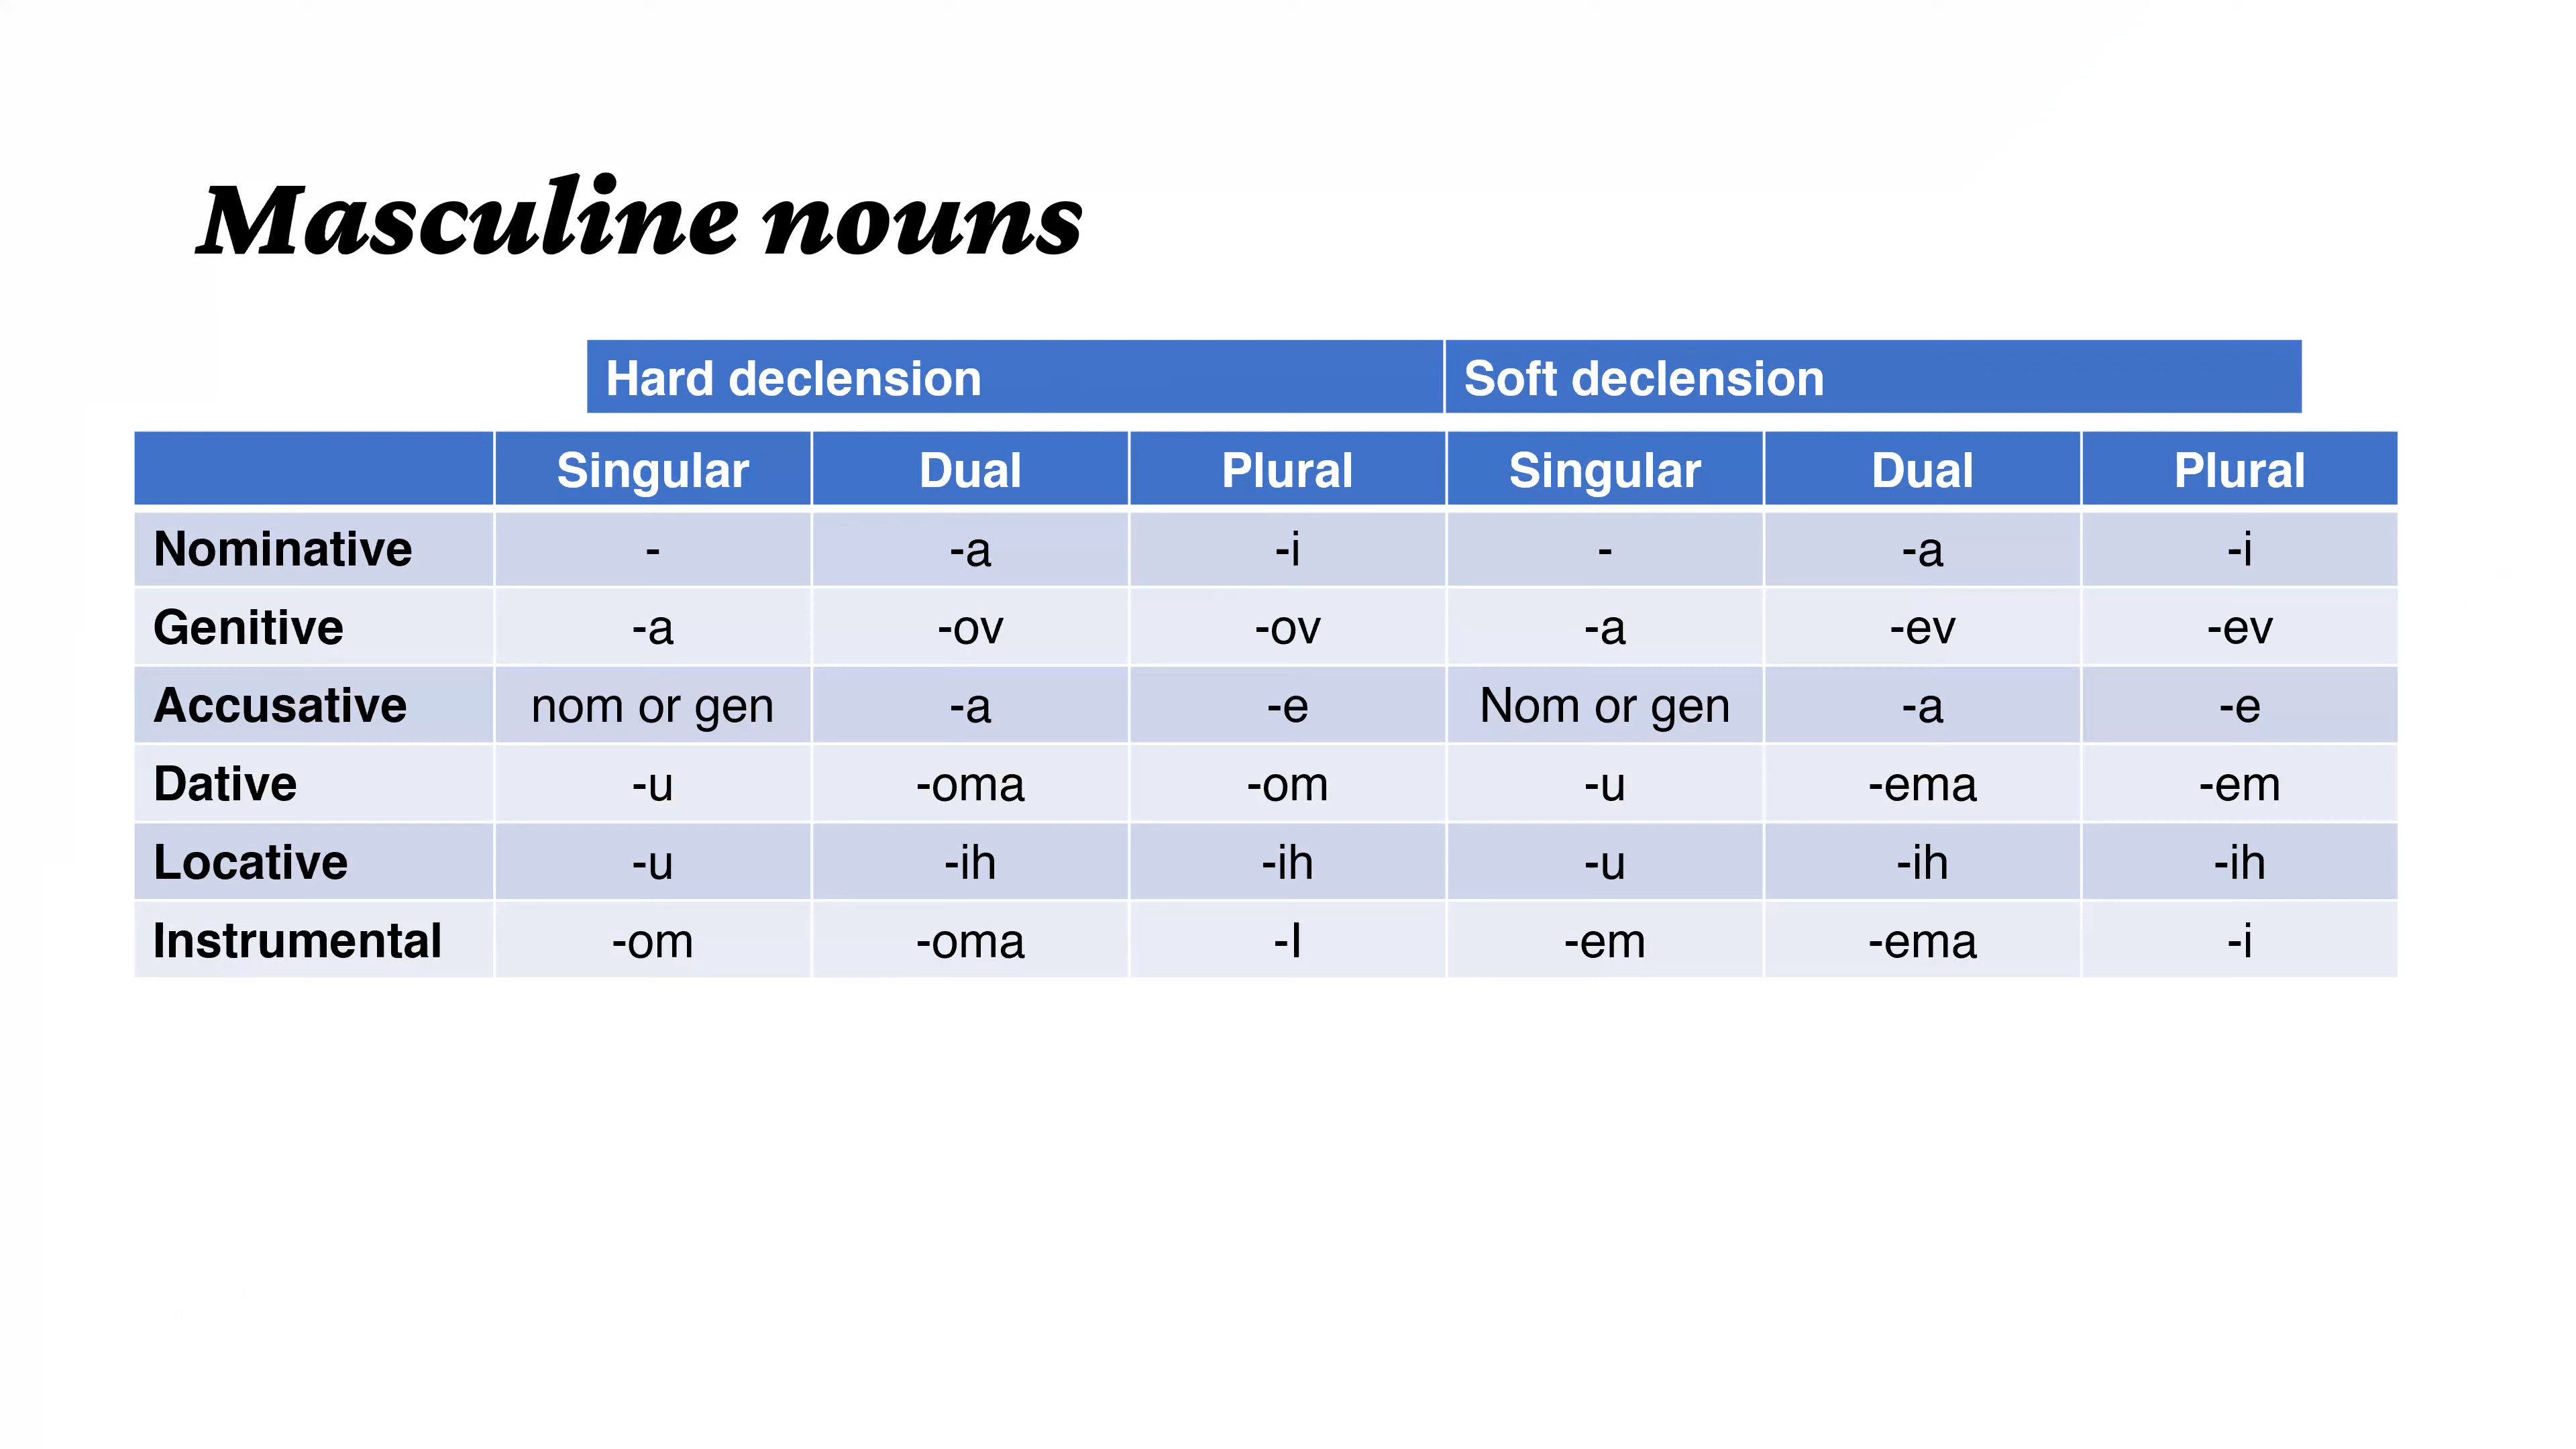 Masculine nouns
Hard declension Soft declension
Singular Dual Plural Singular Dual Plural
Nominative - -a -i - -a -i
Genitive -a -ov -ov -a -ev -ev
Accusative nom or gen -a -e Nom or gen -a -e
Dative -u -oma -om -u -ema -em
Locative -u -ih -ih -u -ih -ih
Instrumental -om -oma -I -em -ema -i